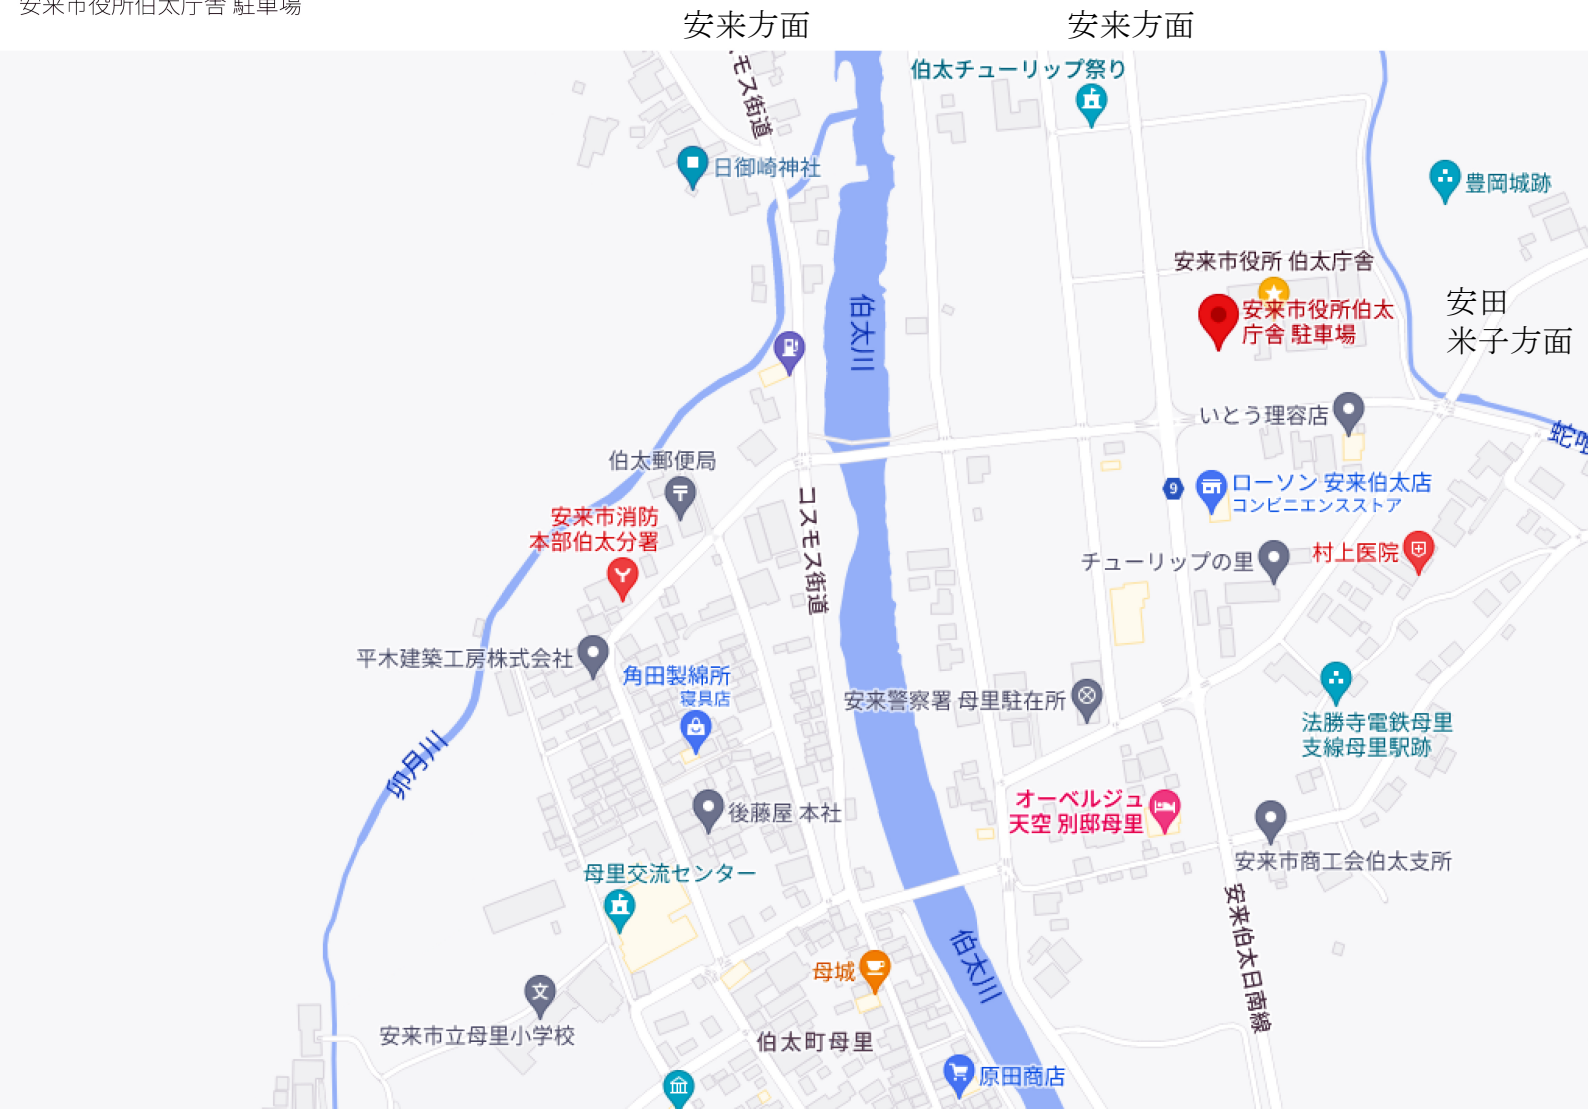 安来市役所伯太庁舎 駐車場
安来方面
安来方面
モス街道
伯太チューリップ祭り
日御崎神社
豊岡城跡
安来市役所 伯太庁舎
安来市役所伯太
庁舎 駐車場
安田
米子方面
伯太川
いとう理容店
伯太郵便局
ローソン 安来伯太店
コンビニエンスストア
9
コスモス街道
安来市消防
本部伯太分署
チューリップの里
村上医院
平木建築工房株式会社
角田製綿所
寝具店
安来警察署 母里駐在所
法勝寺電鉄母里
支線母里駅跡
卯月川
オーベルジュ
天空 別邸母里
後藤屋 本社
安来市商工会伯太支所
母里交流センター
安来伯太日南線
伯太川
母城
文
安来市立母里小学校
伯太町母里
原田商店